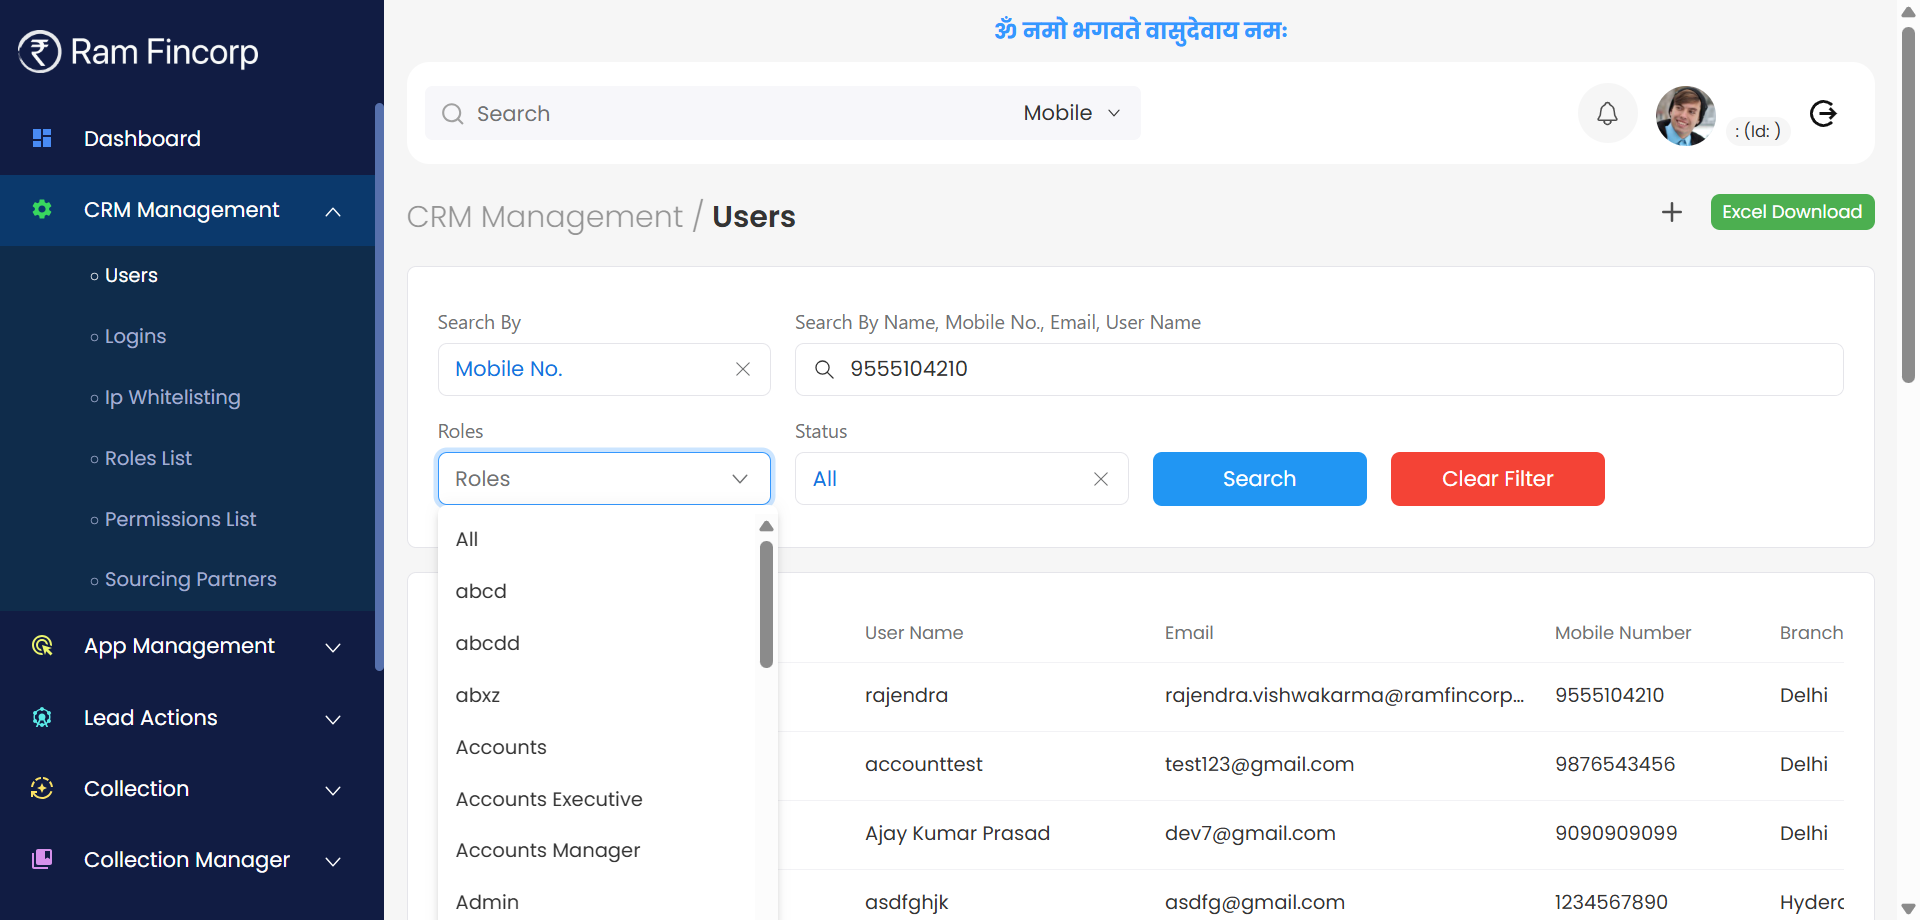 Ram Fincorp
Dashboard
CRM Management
Users
Logins
Ip Whitelisting
Roles List
Permissions List
Sourcing Partners
App Management
Lead Actions
Collection
Collection Manager
ॐ नमो भगवते वासुदेवाय नमः
Search Mobile
: (Id: )
CRM Management / Users
Excel Download
Search By
Search By Name, Mobile No., Email, User Name
Mobile No.
9555104210
Roles
Status
Roles
All
Search
Clear Filter
All
abcd
abcdd
abxz
Accounts
Accounts Executive
Accounts Manager
Admin
User Name Email Mobile Number Branch
rajendra rajendra.vishwakarma@ramfincorp... 9555104210 Delhi
accounttest test123@gmail.com 9876543456 Delhi
Ajay Kumar Prasad dev7@gmail.com 9090909099 Delhi
asdfghjk asdfg@gmail.com 1234567890